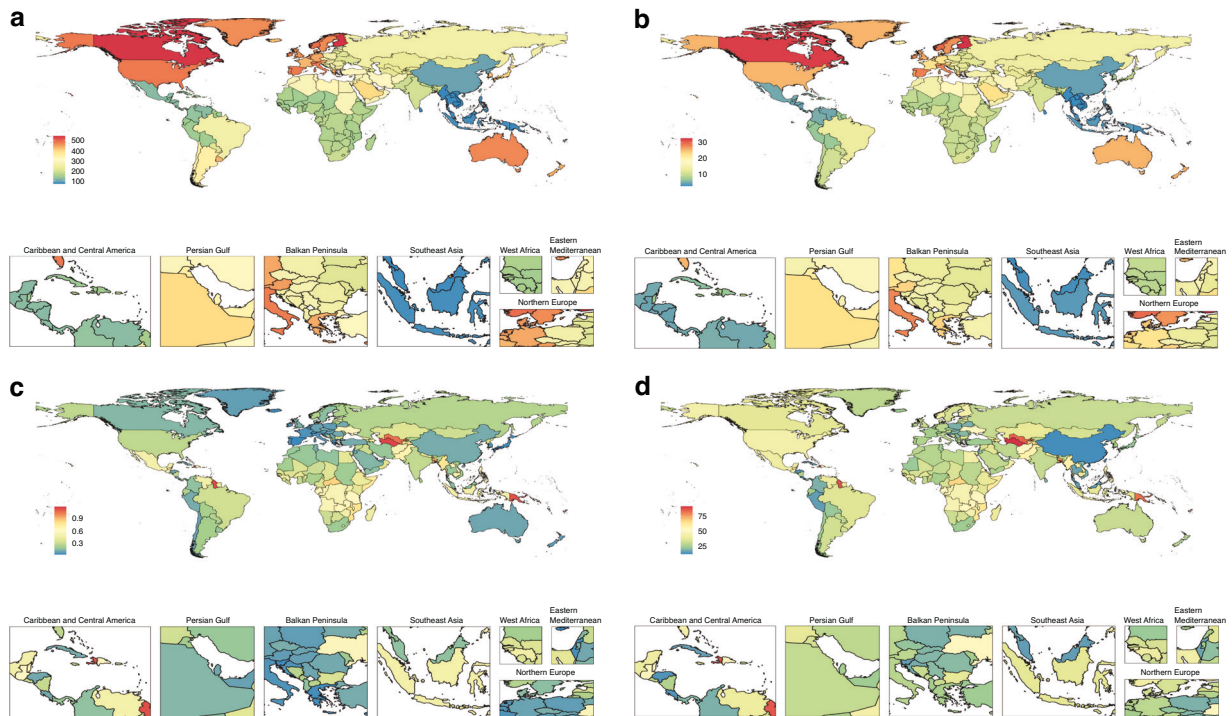 a
500
400
300
200
100
Caribbean and Central America
Persian Gulf
Balkan Peninsula
Southeast Asia
West Africa
Eastern
Mediterranean
Northern Europe
b
30
20
10
Caribbean and Central America
Persian Gulf
Balkan Peninsula
Southeast Asia
West Africa
Eastern
Mediterranean
Northern Europe
c
0.9
0.6
0.3
Caribbean and Central America
Persian Gulf
Balkan Peninsula
Southeast Asia
West Africa
Eastern
Mediterranean
Northern Europe
d
75
50
25
Caribbean and Central America
Persian Gulf
Balkan Peninsula
Southeast Asia
West Africa
Eastern
Mediterranean
Northern Europe